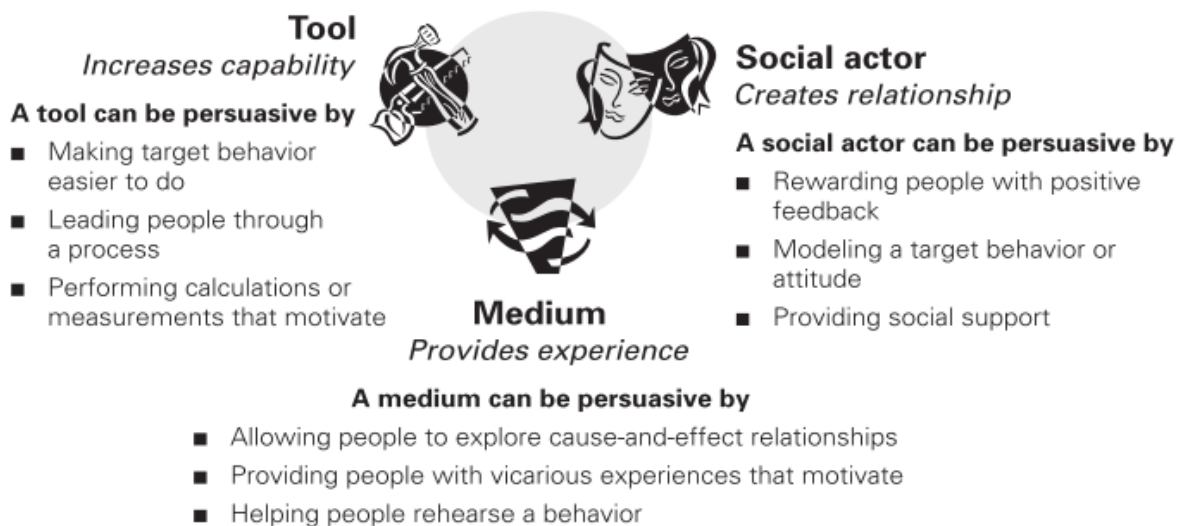 Tool
Increases capability
A tool can be persuasive by
■ Making target behavior
easier to do
■ Leading people through
a process
■ Performing calculations or
measurements that motivate
Social actor
Creates relationship
A social actor can be persuasive by
■ Rewarding people with positive
feedback
■ Modeling a target behavior or
attitude
■ Providing social support
Medium
Provides experience
A medium can be persuasive by
■ Allowing people to explore cause-and-effect relationships
■ Providing people with vicarious experiences that motivate
■ Helping people rehearse a behavior